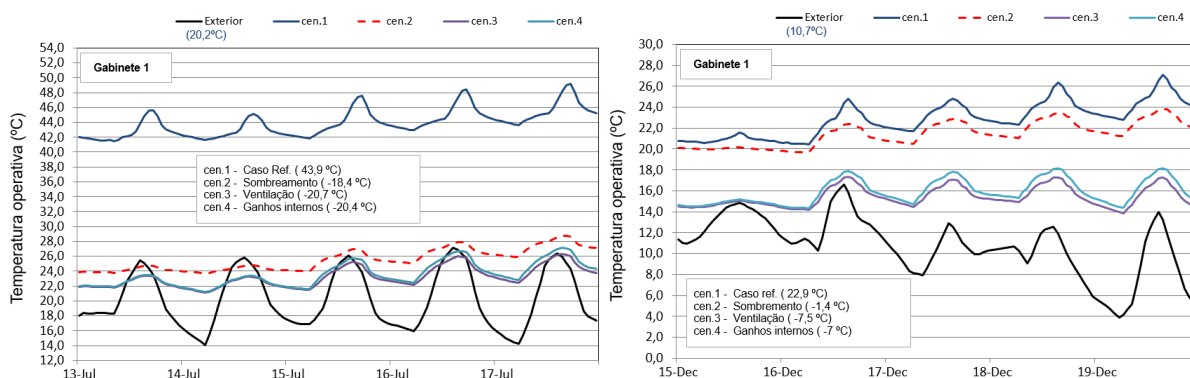 Exterior cen.1 cen.2 cen.3 cen.4
(20,2ºC)
Temperatura operativa (ºC)
54,0
52,0
50,0
48,0
46,0
44,0
42,0
40,0
38,0
36,0
34,0
32,0
30,0
28,0
26,0
24,0
22,0
20,0
18,0
16,0
14,0
12,0
Gabinete 1
cen.1 - Caso Ref. ( 43,9 ºC)
cen.2 - Sombreamento ( -18,4 ºC)
cen.3 - Ventilação ( -20,7 ºC)
cen.4 - Ganhos internos ( -20,4 ºC)
13-Jul 14-Jul 15-Jul 16-Jul 17-Jul
Exterior cen.1 cen.2 cen.3 cen.4
(10,7ºC)
Temperatura operativa (ºC)
30,0
28,0
26,0
24,0
22,0
20,0
18,0
16,0
14,0
12,0
10,0
8,0
6,0
4,0
2,0
0,0
Gabinete 1
cen.1 - Caso ref. ( 22,9 ºC)
cen.2 - Sombremento ( -1,4 ºC)
cen.3 - Ventilação ( -7,5 ºC)
cen.4 - Ganhos internos ( -7 ºC)
15-Dec 16-Dec 17-Dec 18-Dec 19-Dec